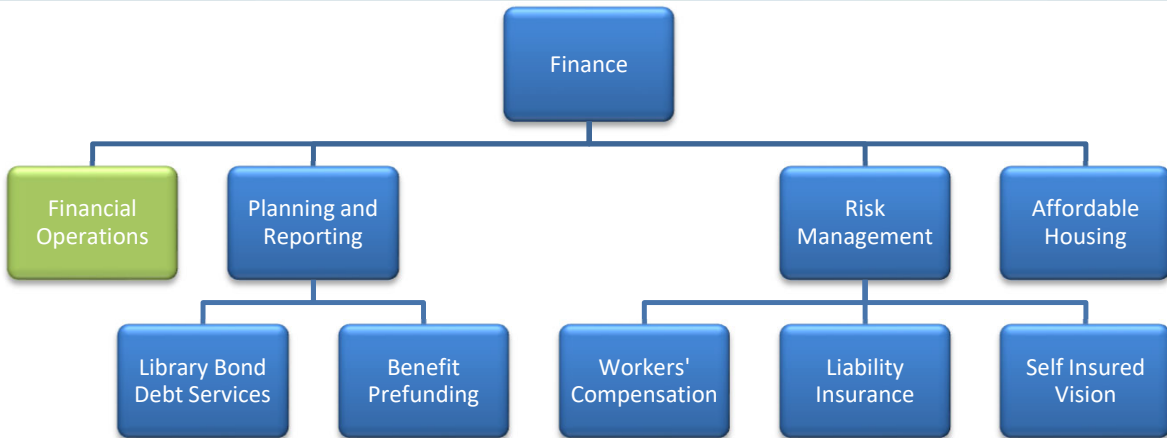 Finance
Financial
Operations
Planning and
Reporting
Risk
Management
Affordable
Housing
Library Bond
Debt Services
Benefit
Prefunding
Workers'
Compensation
Liability
Insurance
Self Insured
Vision